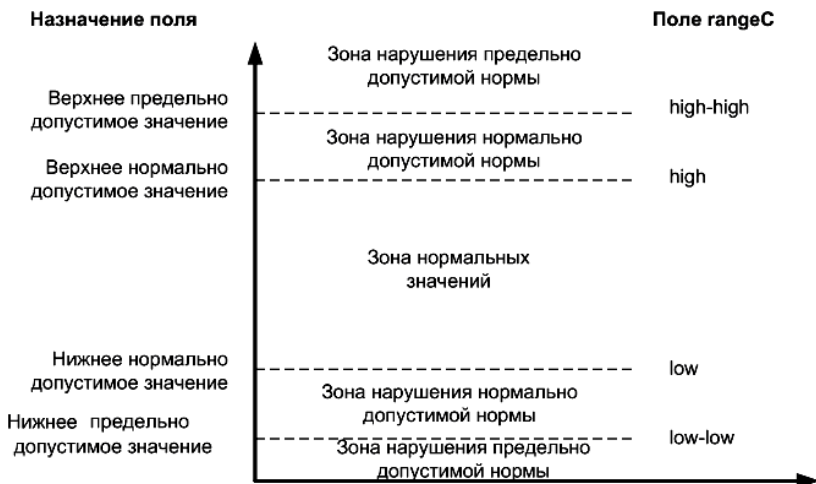 Назначение поля
Поле rangeC
Зона нарушения предельно
допустимой нормы
Верхнее предельно
допустимое значение
high-high
Зона нарушения нормально
допустимой нормы
Верхнее нормально
допустимое значение
high
Зона нормальных
значений
Нижнее нормально
допустимое значение
low
Зона нарушения нормально
допустимой нормы
Нижнее предельно
допустимое значение
low-low
Зона нарушения предельно
допустимой нормы